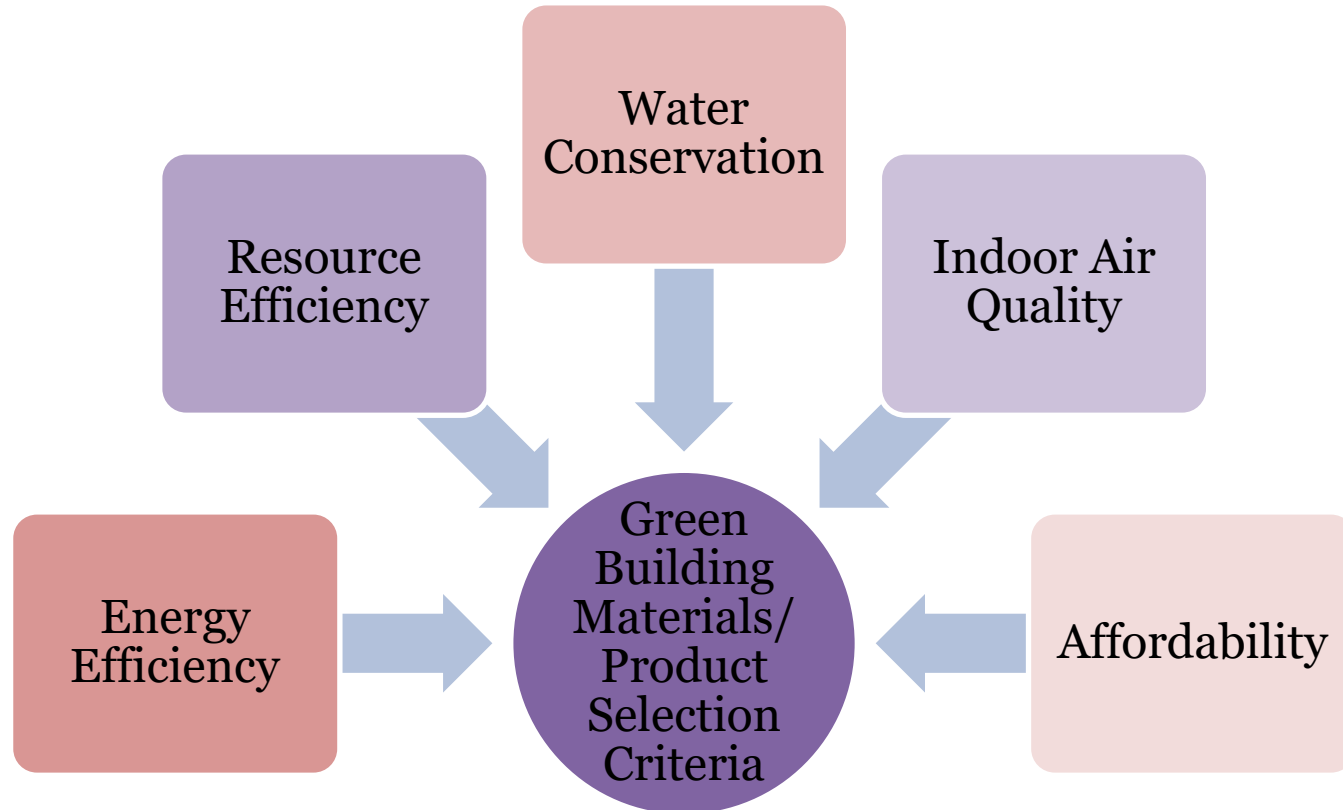 Water
Conservation
Resource
Efficiency
Indoor Air
Quality
Energy
Efficiency
Green
Building
Materials/
Product
Selection
Criteria
Affordability